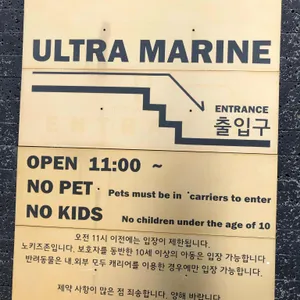 ULTRA MARINE
ENTRANCE
출입구
OPEN 11:00 ~
NO PET. Pets must be in carriers to enter
NO KIDS No children under the age of 10
오전 11시 이전에는 입장이 제한됩니다.
노키즈존입니다. 보호자를 동반한 10세 이상의 아동은 입장 가능합니다.
반려동물은 내.외부 모두 캐리어를 이용한 경우에만 입장 가능합니다.
제약 사항이 많은 점 죄송합니다. 양해 바랍니다